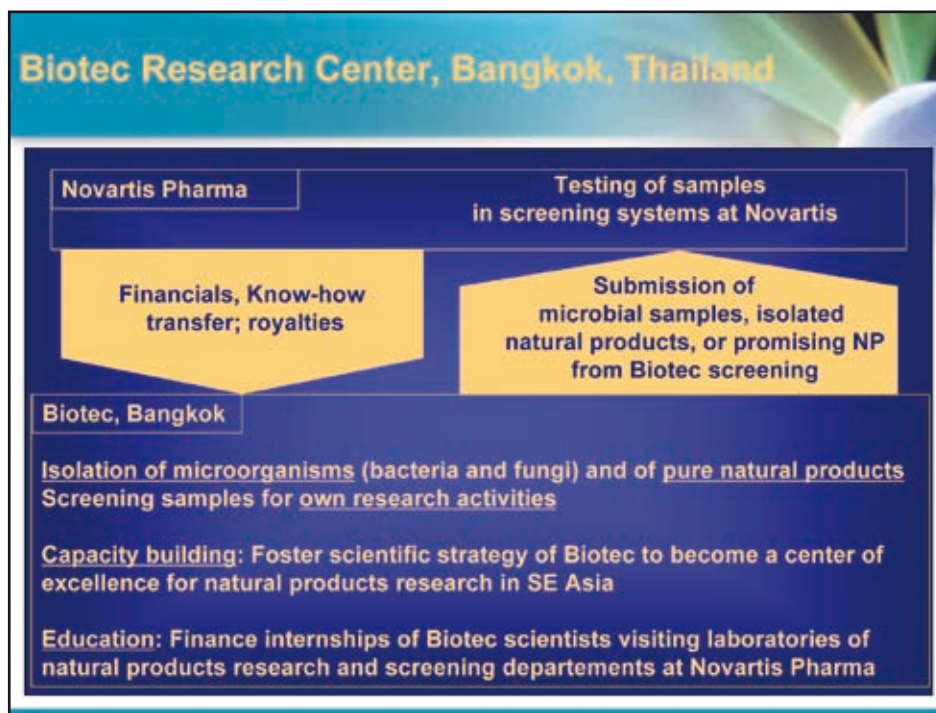 Biotec Research Center, Bangkok, Thailand
Novartis Pharma
Testing of samples
in screening systems at Novartis
Financials, Know-how
transfer; royalties
Submission of
microbial samples, isolated
natural products, or promising NP
from Biotec screening
Biotec, Bangkok
Isolation of microorganisms (bacteria and fungi) and of pure natural products
Screening samples for own research activities
Capacity building: Foster scientific strategy of Biotec to become a center of
excellence for natural products research in SE Asia
Education: Finance internships of Biotec scientists visiting laboratories of
natural products research and screening departements at Novartis Pharma